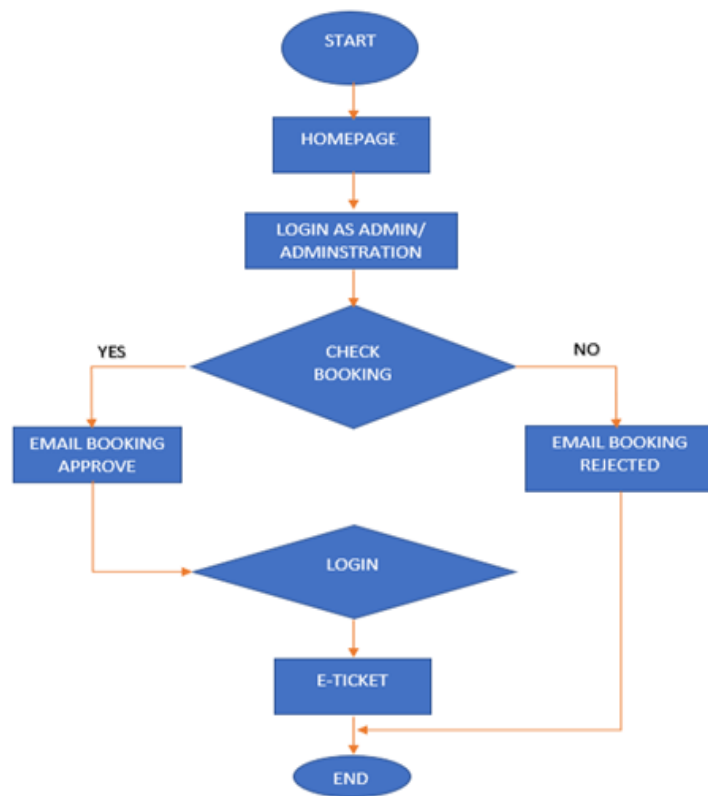 START
HOMEPAGE
LOGIN AS ADMIN/
ADMINSTRATION
CHECK
BOOKING
YES
NO
EMAIL BOOKING
APPROVE
EMAIL BOOKING
REJECTED
LOGIN
E-TICKET
END